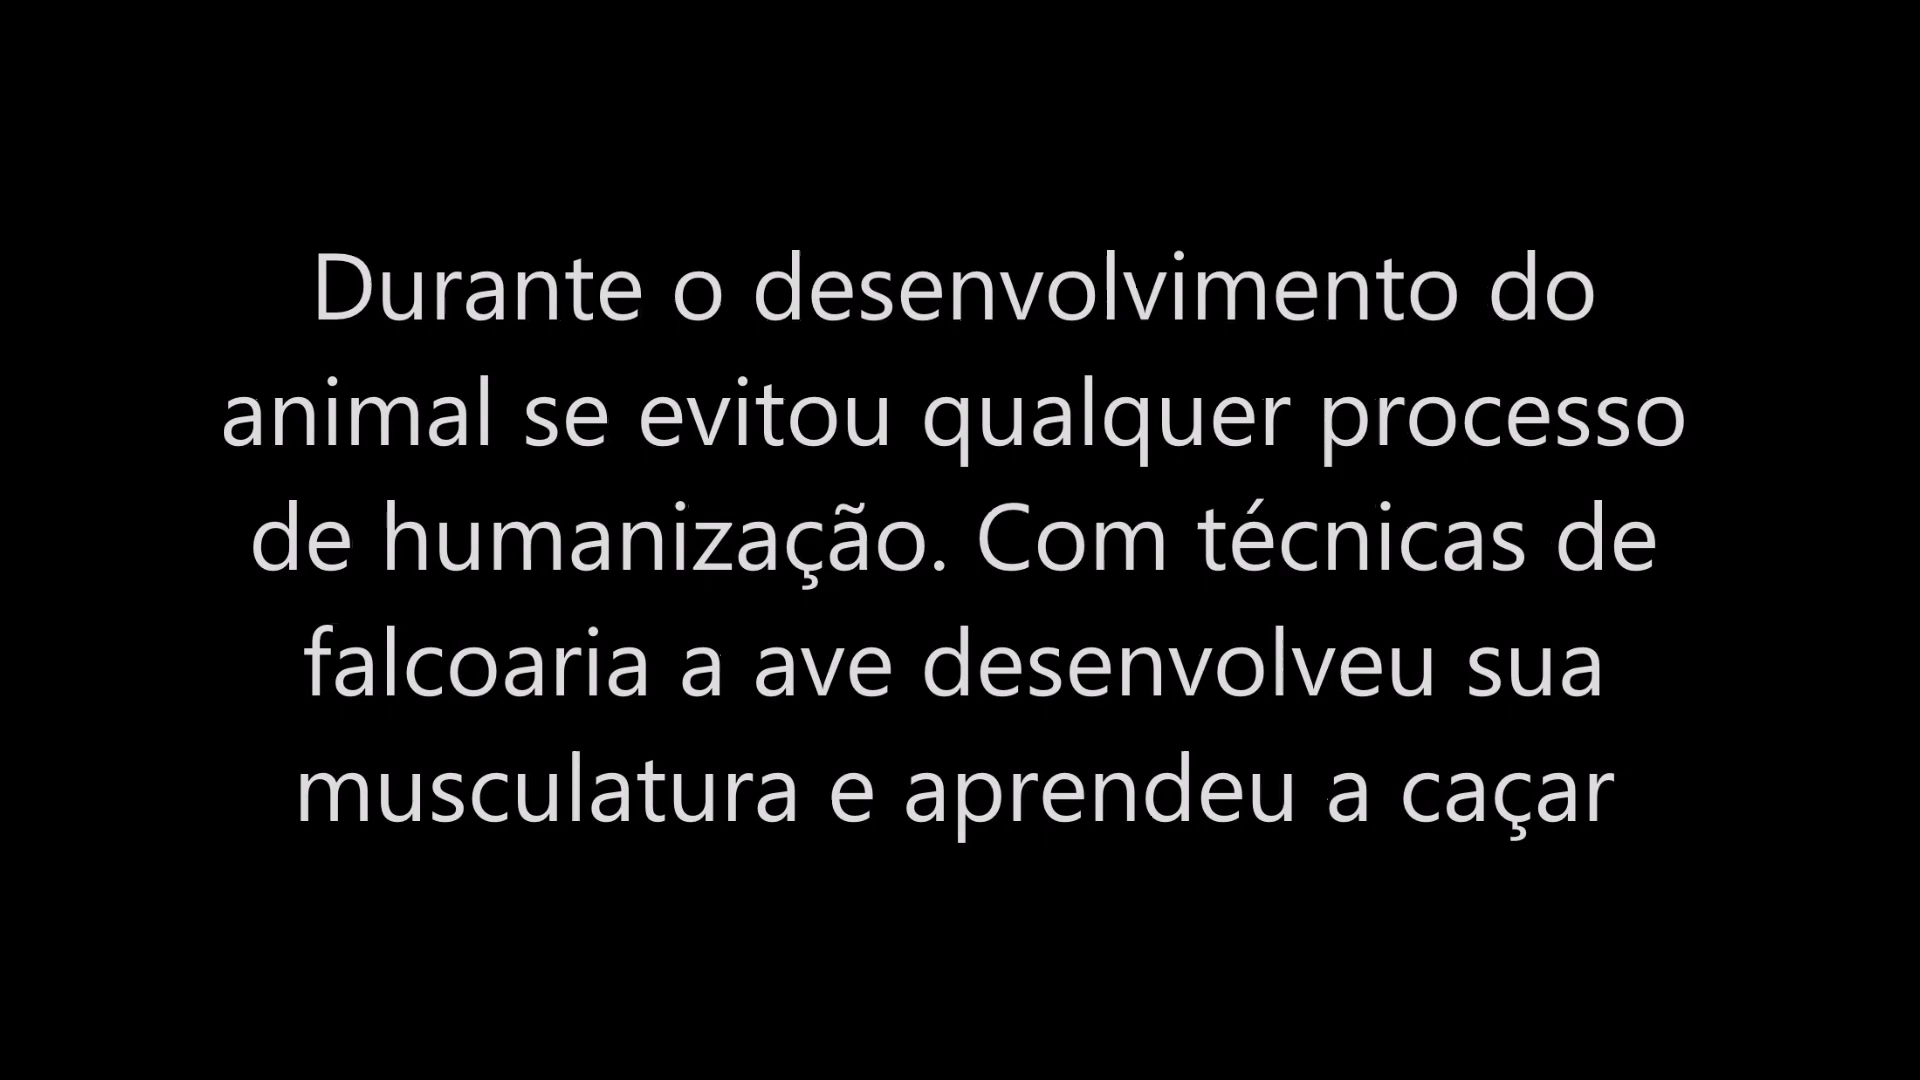 Durante o desenvolvimento do
animal se evitou qualquer processo
de humanização. Com técnicas de
falcoaria a ave desenvolveu sua
musculatura e aprendeu a caçar